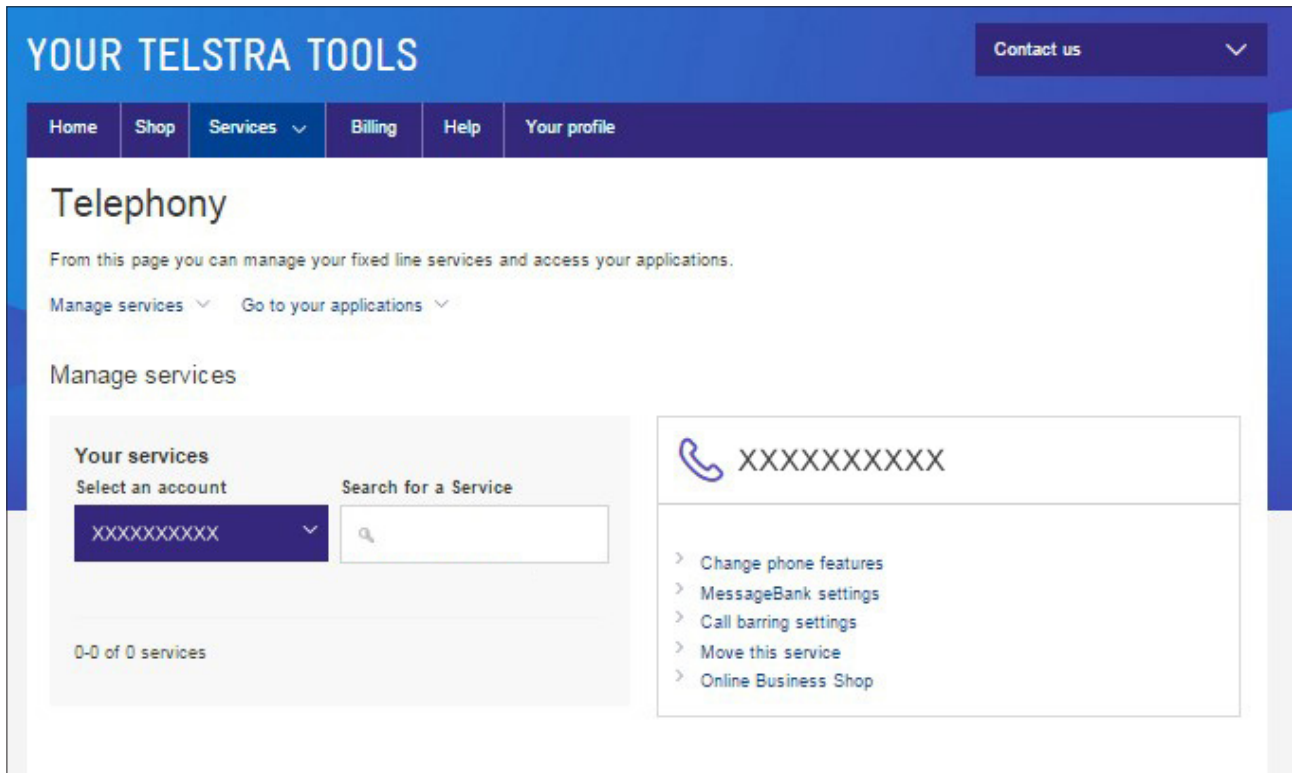 YOUR TELSTRA TOOLS
Contact us
Home Shop Services Billing Help Your profile
Telephony
From this page you can manage your fixed line services and access your applications.
Manage services Go to your applications
Manage services
Your services
Select an account Search for a Service
XXXXXXXXXX
0-0 of 0 services
XXXXXXXXXX
Change phone features
MessageBank settings
Call barring settings
Move this service
Online Business Shop